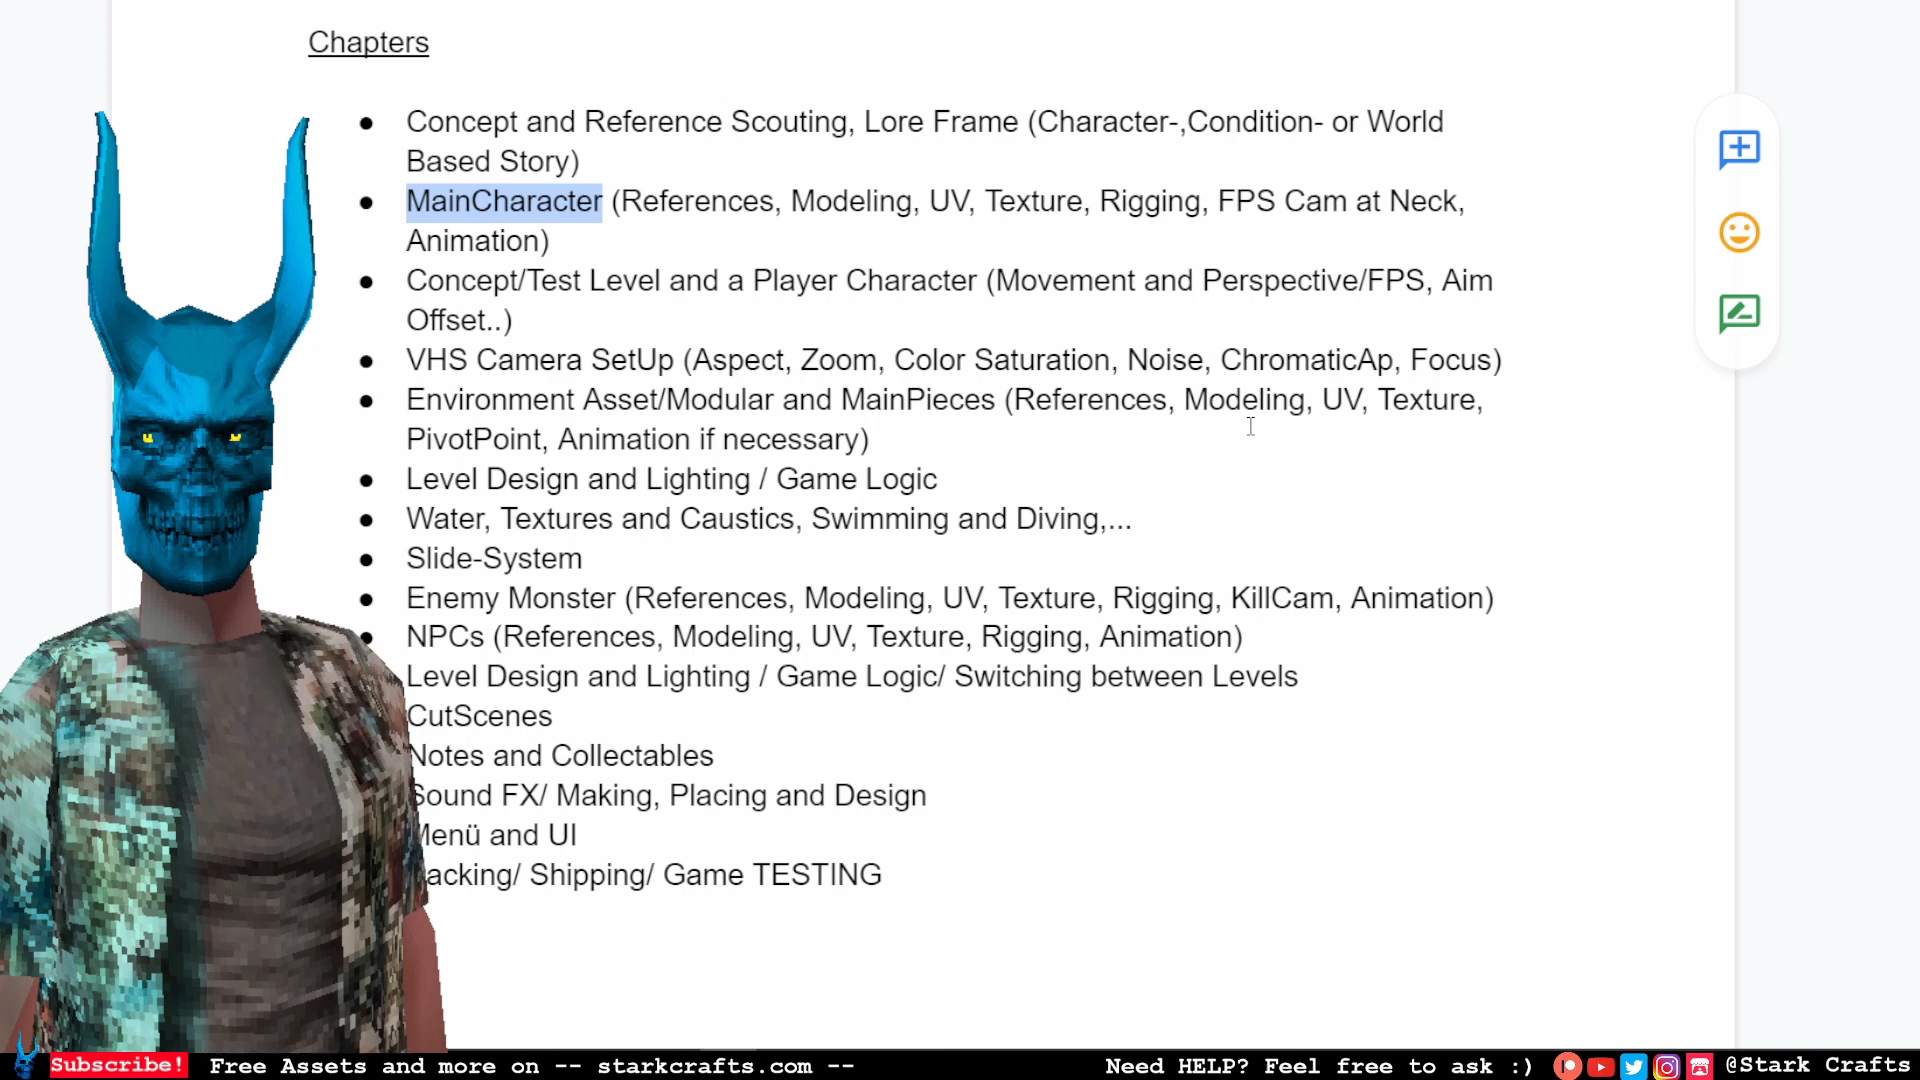 Chapters
Concept and Reference Scouting, Lore Frame (Character-,Condition- or World
Based Story)
MainCharacter (References, Modeling, UV, Texture, Rigging, FPS Cam at Neck,
Animation)
Concept/Test Level and a Player Character (Movement and Perspective/FPS, Aim
Offset..)
VHS Camera SetUp (Aspect, Zoom, Color Saturation, Noise, ChromaticAp, Focus)
Environment Asset/Modular and MainPieces (References, Modeling, UV, Texture,
PivotPoint, Animation if necessary)
Level Design and Lighting / Game Logic
Water, Textures and Caustics, Swimming and Diving,...
Slide-System
Enemy Monster (References, Modeling, UV, Texture, Rigging, KillCam, Animation)
NPCs (References, Modeling, UV, Texture, Rigging, Animation)
Level Design and Lighting / Game Logic/ Switching between Levels
CutScenes
Notes and Collectables
Sound FX/ Making, Placing and Design
Menü and UI
acking/ Shipping/ Game TESTING
Subscribe! Free Assets and more on -- starkcrafts.com -- Need HELP? Feel free to ask :) @Stark Crafts